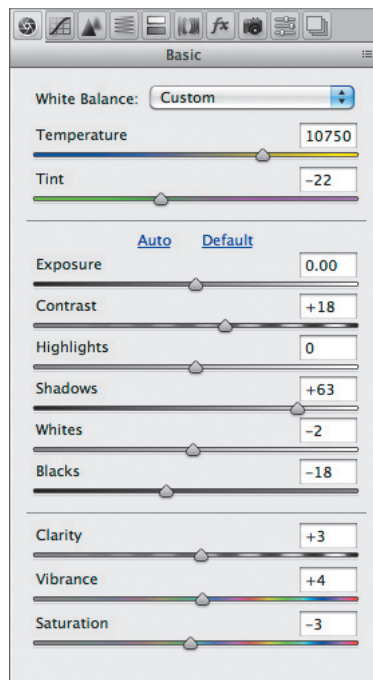 fx
Basic
White Balance: Custom
Temperature 10750
Tint -22
Auto Default
Exposure 0.00
Contrast +18
Highlights 0
Shadows +63
Whites -2
Blacks -18
Clarity +3
Vibrance +4
Saturation -3